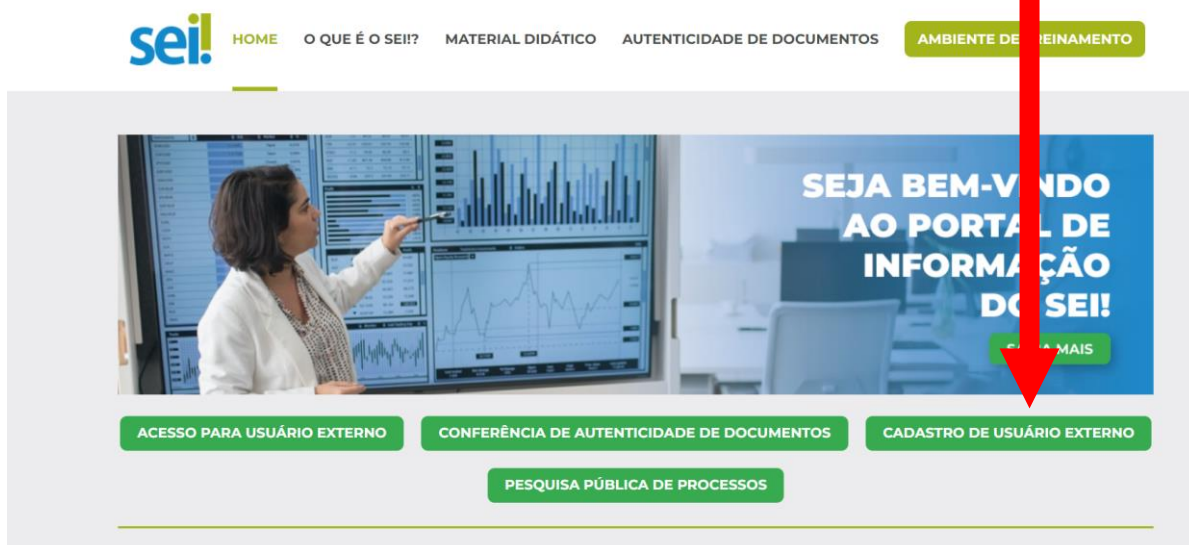 sei!
HOME
O QUE É O SEI!?
MATERIAL DIDÁTICO
AUTENTICIDADE DE DOCUMENTOS
AMBIENTE DE TREINAMENTO
SEJA BEM-VINDO
AO PORTAL DE
INFORMAÇÃO
DO SEI!
SAIBA MAIS
ACESSO PARA USUÁRIO EXTERNO
CONFERÊNCIA DE AUTENTICIDADE DE DOCUMENTOS
CADASTRO DE USUÁRIO EXTERNO
PESQUISA PÚBLICA DE PROCESSOS